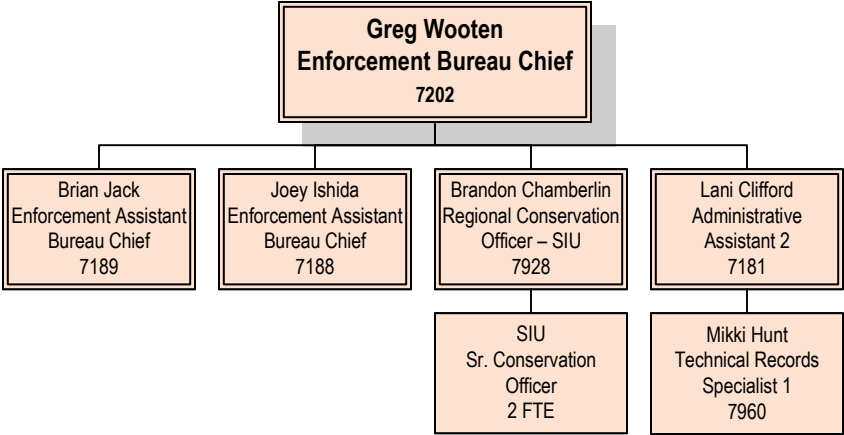 Greg Wooten
Enforcement Bureau Chief
7202
Brian Jack
Enforcement Assistant
Bureau Chief
7189
Joey Ishida
Enforcement Assistant
Bureau Chief
7188
Brandon Chamberlin
Regional Conservation
Officer – SIU
7928
Lani Clifford
Administrative
Assistant 2
7181
SIU
Sr. Conservation
Officer
2 FTE
Mikki Hunt
Technical Records
Specialist 1
7960